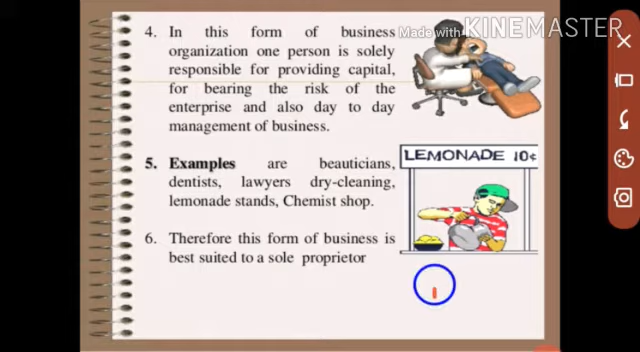 Made with KINEMASTER
4. In this form of business
organization one person is solely
responsible for providing capital,
for bearing the risk of the
enterprise and also day to day
management of business.
5. Examples are beauticians,
dentists, lawyers dry-cleaning,
lemonade stands, Chemist shop.
6. Therefore this form of business is
best suited to a sole proprietor
LEMONADE 10¢